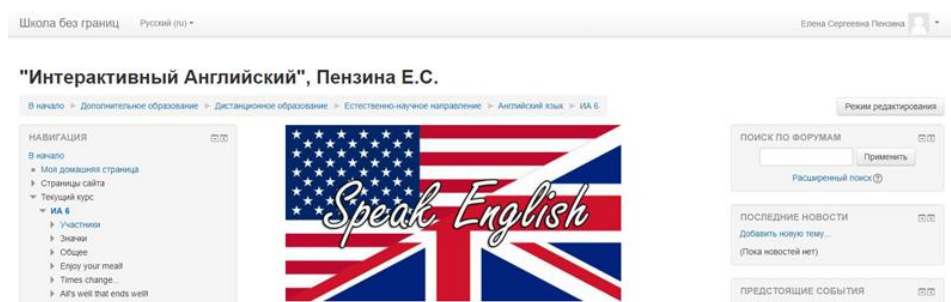 Школа без границ Русский (ru)
Елена Сергеевна Пензина
"Интерактивный Английский", Пензина Е.С.
В начало Дополнительное образование Дистанционное образование Естественно-научное направление Английский язык ИА 6
Режим редактирования
НАВИГАЦИЯ
В начало
Моя домашняя страница
Страницы сайта
Текущий курс
ИА 6
Участники
Значки
Общее
Enjoy your meal!
Times change...
All's well that ends well!
Speak English
ПОИСК ПО ФОРУМАМ
Применить
Расширенный поиск
ПОСЛЕДНИЕ НОВОСТИ
Добавить новую тему...
(Пока новостей нет)
ПРЕДСТОЯЩИЕ СОБЫТИЯ